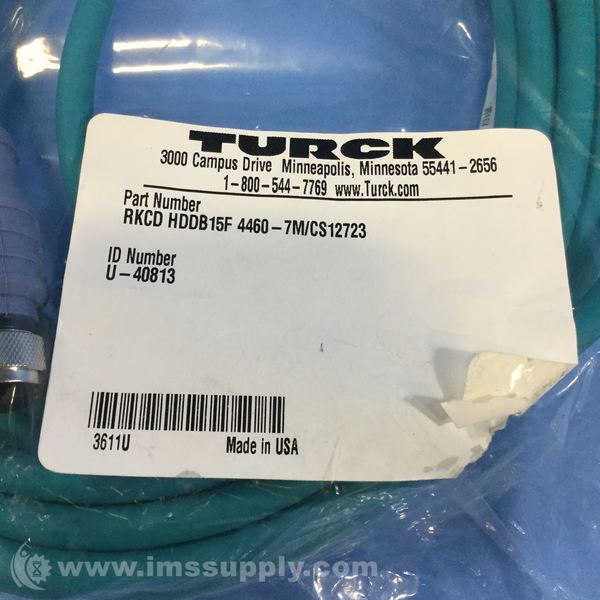 TURCK
3000 Campus Drive Minneapolis, Minnesota 55441-2656
1-800-544-7769 www.Turck.com
Part Number
RKCD HDDB15F 4460-7M/CS12723
ID Number
U-40813
3611U Made in USA
www.imssupply.com